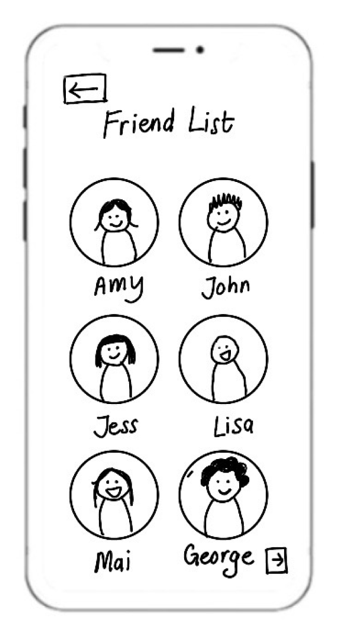 Friend List
Amy John
Jess Lisa
Mai George